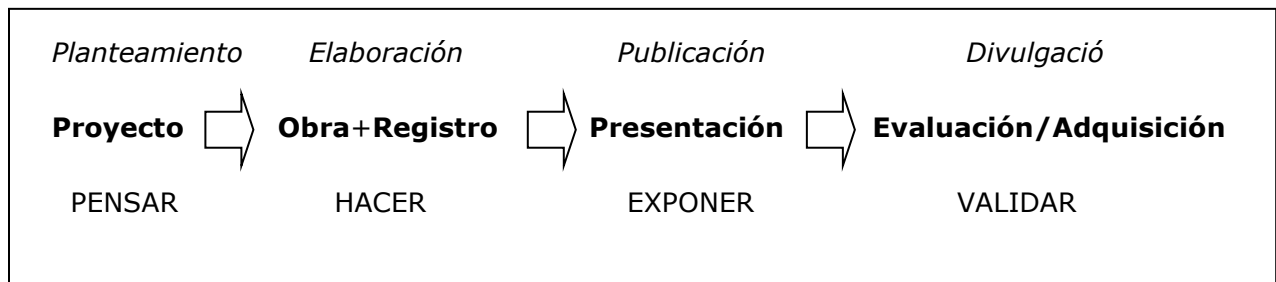 Planteamiento Elaboración Publicación Divulgació
Proyecto Obra+Registro Presentación Evaluación/Adquisición
PENSAR HACER EXPONER VALIDAR